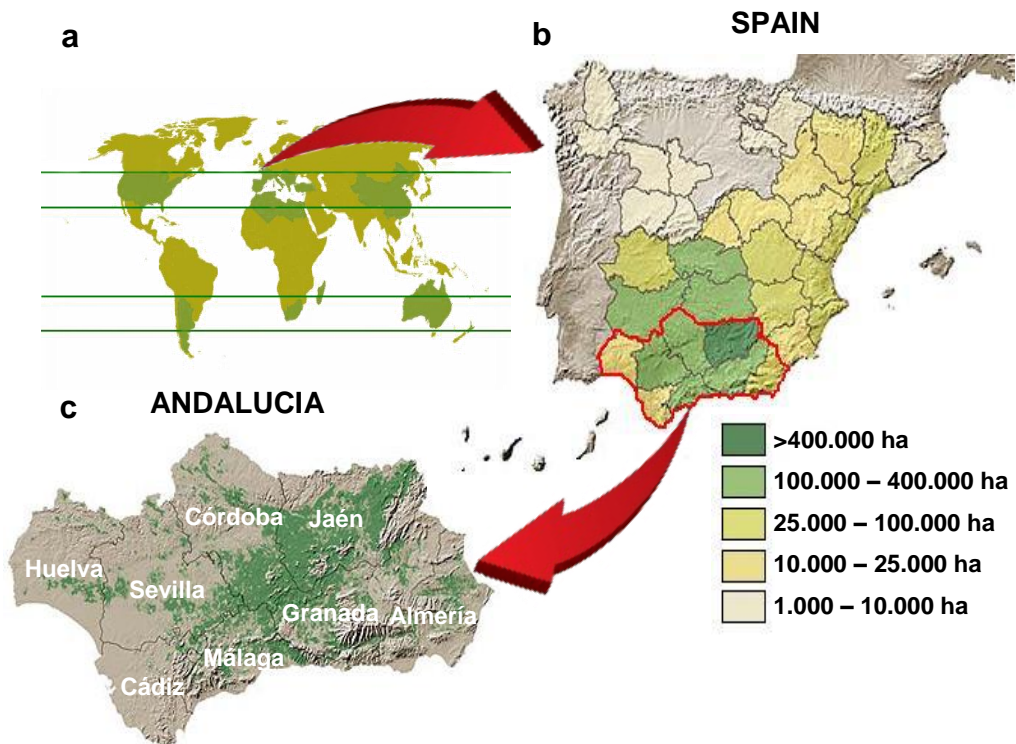 a
b
SPAIN
c
ANDALUCIA
>400.000 ha
100.000 – 400.000 ha
25.000 – 100.000 ha
10.000 – 25.000 ha
1.000 – 10.000 ha
Córdoba
Jaén
Huelva
Sevilla
Granada
Almería
Málaga
Cádiz